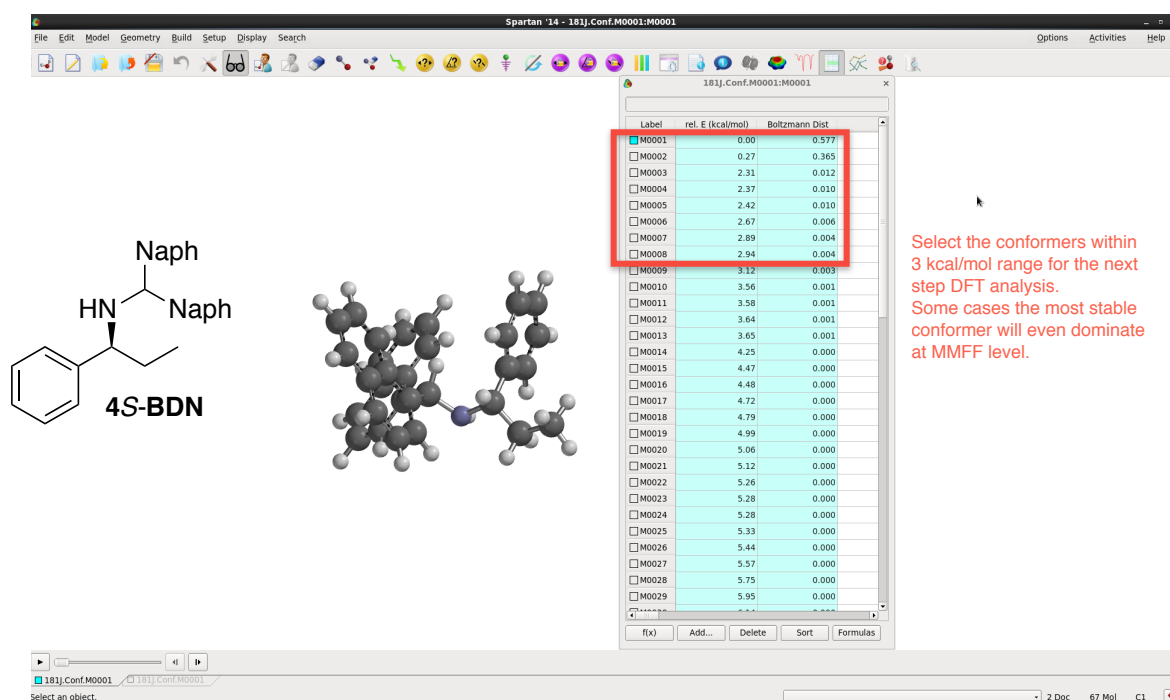 Spartan '14 - 181J.Conf.M0001:M0001
File Edit Model Geometry Build Setup Display Search Options Activities Help
181J.Conf.M0001:M0001
Label rel. E (kcal/mol) Boltzmann Dist
M0001 0.00 0.577
M0002 0.27 0.365
M0003 2.31 0.012
M0004 2.37 0.010
M0005 2.42 0.010
M0006 2.67 0.006
M0007 2.89 0.004
M0008 2.94 0.004
M0009 3.12 0.003
M0010 3.56 0.001
M0011 3.58 0.001
M0012 3.64 0.001
M0013 3.65 0.001
M0014 4.25 0.000
M0015 4.47 0.000
M0016 4.48 0.000
M0017 4.72 0.000
M0018 4.79 0.000
M0019 4.99 0.000
M0020 5.06 0.000
M0021 5.12 0.000
M0022 5.26 0.000
M0023 5.28 0.000
M0024 5.28 0.000
M0025 5.33 0.000
M0026 5.44 0.000
M0027 5.57 0.000
M0028 5.75 0.000
M0029 5.95 0.000
f(x) Add... Delete Sort Formulas
Naph
HN
Naph
4S-BDN
Select the conformers within
3 kcal/mol range for the next
step DFT analysis.
Some cases the most stable
conformer will even dominate
at MMFF level.
181J.Conf.M0001 181J.Conf.M0001
Select an object. 2 Doc 67 Mol C1